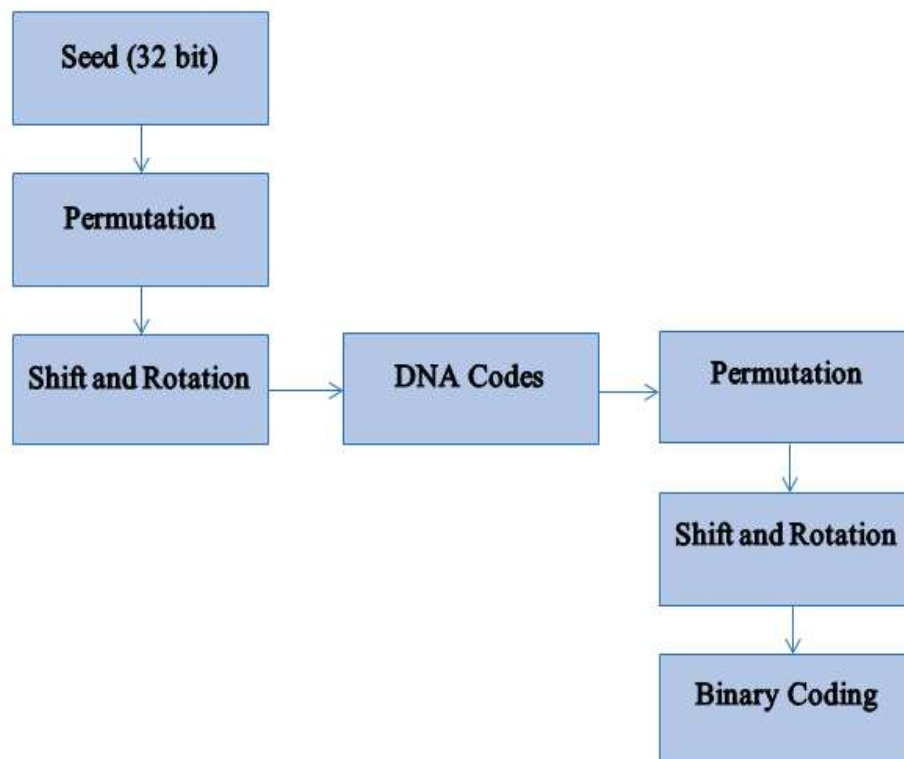 Seed (32 bit)
Permutation
Shift and Rotation
DNA Codes
Permutation
Shift and Rotation
Binary Coding